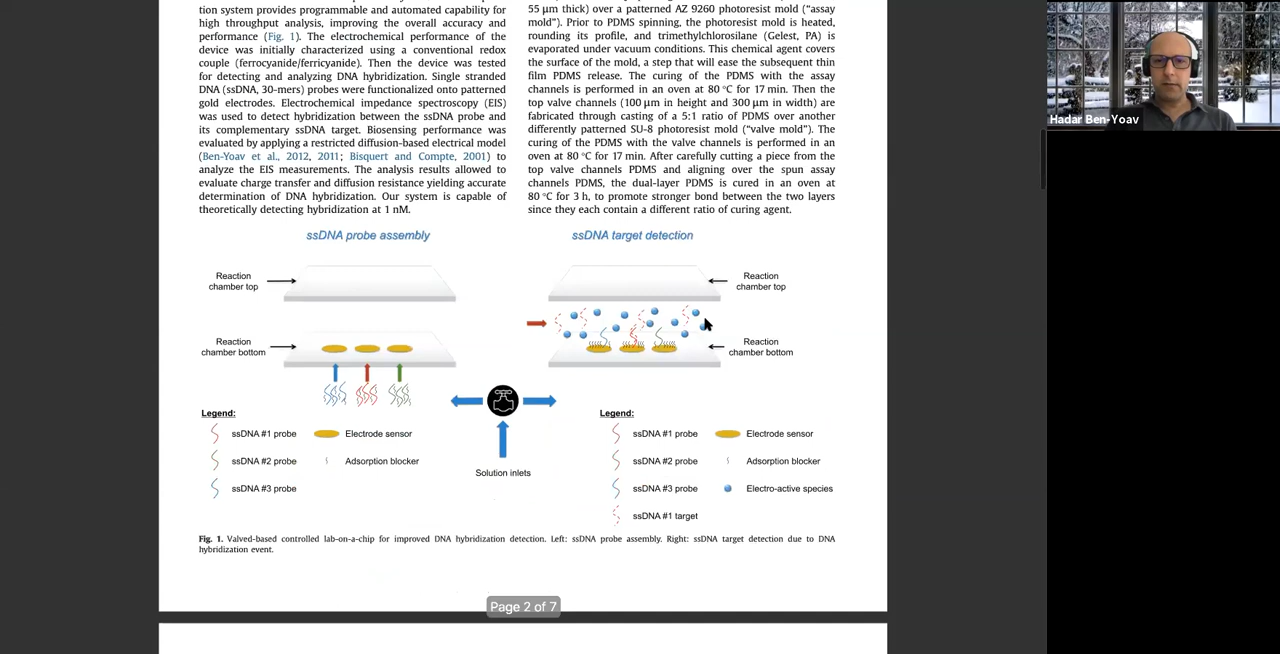 tion system provides programmable and automated capability for
high throughput analysis, improving the overall accuracy and
performance (Fig. 1). The electrochemical performance of the
device was initially characterized using a conventional redox
couple (ferrocyanide/ferricyanide). Then the device was tested
for detecting and analyzing DNA hybridization. Single stranded
DNA (ssDNA, 30-mers) probes were functionalized onto patterned
gold electrodes. Electrochemical impedance spectroscopy (EIS)
was used to detect hybridization between the ssDNA probe and
its complementary ssDNA target. Biosensing performance was
evaluated by applying a restricted diffusion-based electrical model
(Ben-Yoav et al., 2012, 2011; Bisquert and Compte, 2001) to
analyze the EIS measurements. The analysis results allowed to
evaluate charge transfer and diffusion resistance yielding accurate
determination of DNA hybridization. Our system is capable of
theoretically detecting hybridization at 1 nM.
55 μm thick) over a patterned AZ 9260 photoresist mold ("assay
mold"). Prior to PDMS spinning, the photoresist mold is heated,
rounding its profile, and trimethylchlorosilane (Gelest, PA) is
evaporated under vacuum conditions. This chemical agent covers
the surface of the mold, a step that will ease the subsequent thin
film PDMS release. The curing of the PDMS with the assay
channels is performed in an oven at 80 °C for 17 min. Then the
top valve channels (100 μm in height and 300 μm in width) are
fabricated through casting of a 5:1 ratio of PDMS over another
differently patterned SU-8 photoresist mold ("valve mold"). The
curing of the PDMS with the valve channels is performed in an
oven at 80 °C for 17 min. After carefully cutting a piece from the
top valve channels PDMS and aligning over the spun assay
channels PDMS, the dual-layer PDMS is cured in an oven at
80 °C for 3 h, to promote stronger bond between the two layers
since they each contain a different ratio of curing agent.
ssDNA probe assembly
Reaction
chamber top
Reaction
chamber bottom
Legend:
ssDNA #1 probe
Electrode sensor
ssDNA #2 probe
Adsorption blocker
ssDNA #3 probe
Solution inlets
ssDNA target detection
Reaction
chamber top
Reaction
chamber bottom
Legend:
ssDNA #1 probe
Electrode sensor
ssDNA #2 probe
Adsorption blocker
ssDNA #3 probe
Electro-active species
ssDNA #1 target
Fig. 1. Valved-based controlled lab-on-a-chip for improved DNA hybridization detection. Left: ssDNA probe assembly. Right: ssDNA target detection due to DNA
hybridization event.
Page 2 of 7
Hadar Ben-Yoav